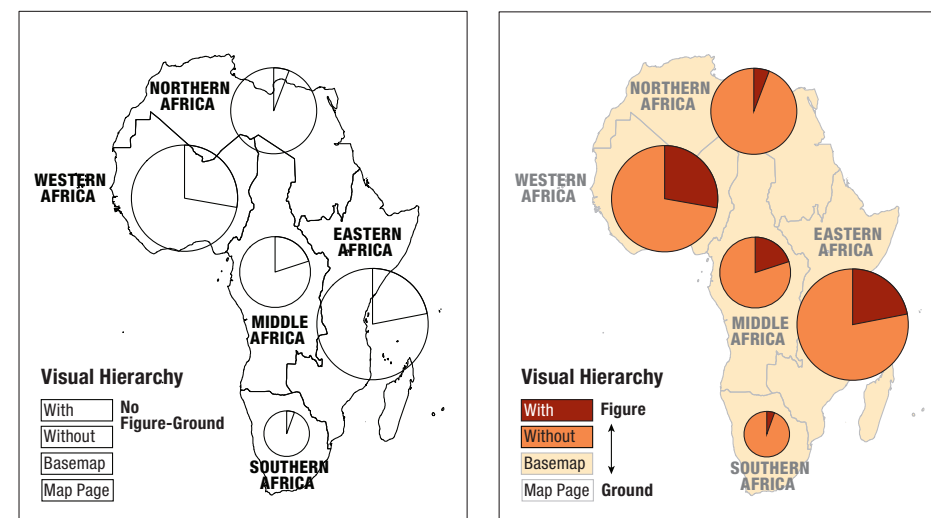 NORTHERN
AFRICA
WESTERN
AFRICA
EASTERN
AFRICA
MIDDLE
AFRICA
SOUTHERN
AFRICA
Visual Hierarchy
With
Without
Basemap
Map Page
No
Figure-Ground
NORTHERN
AFRICA
WESTERN
AFRICA
EASTERN
AFRICA
MIDDLE
AFRICA
SOUTHERN
AFRICA
Visual Hierarchy
With
Figure
Without
Basemap
Map Page
Ground